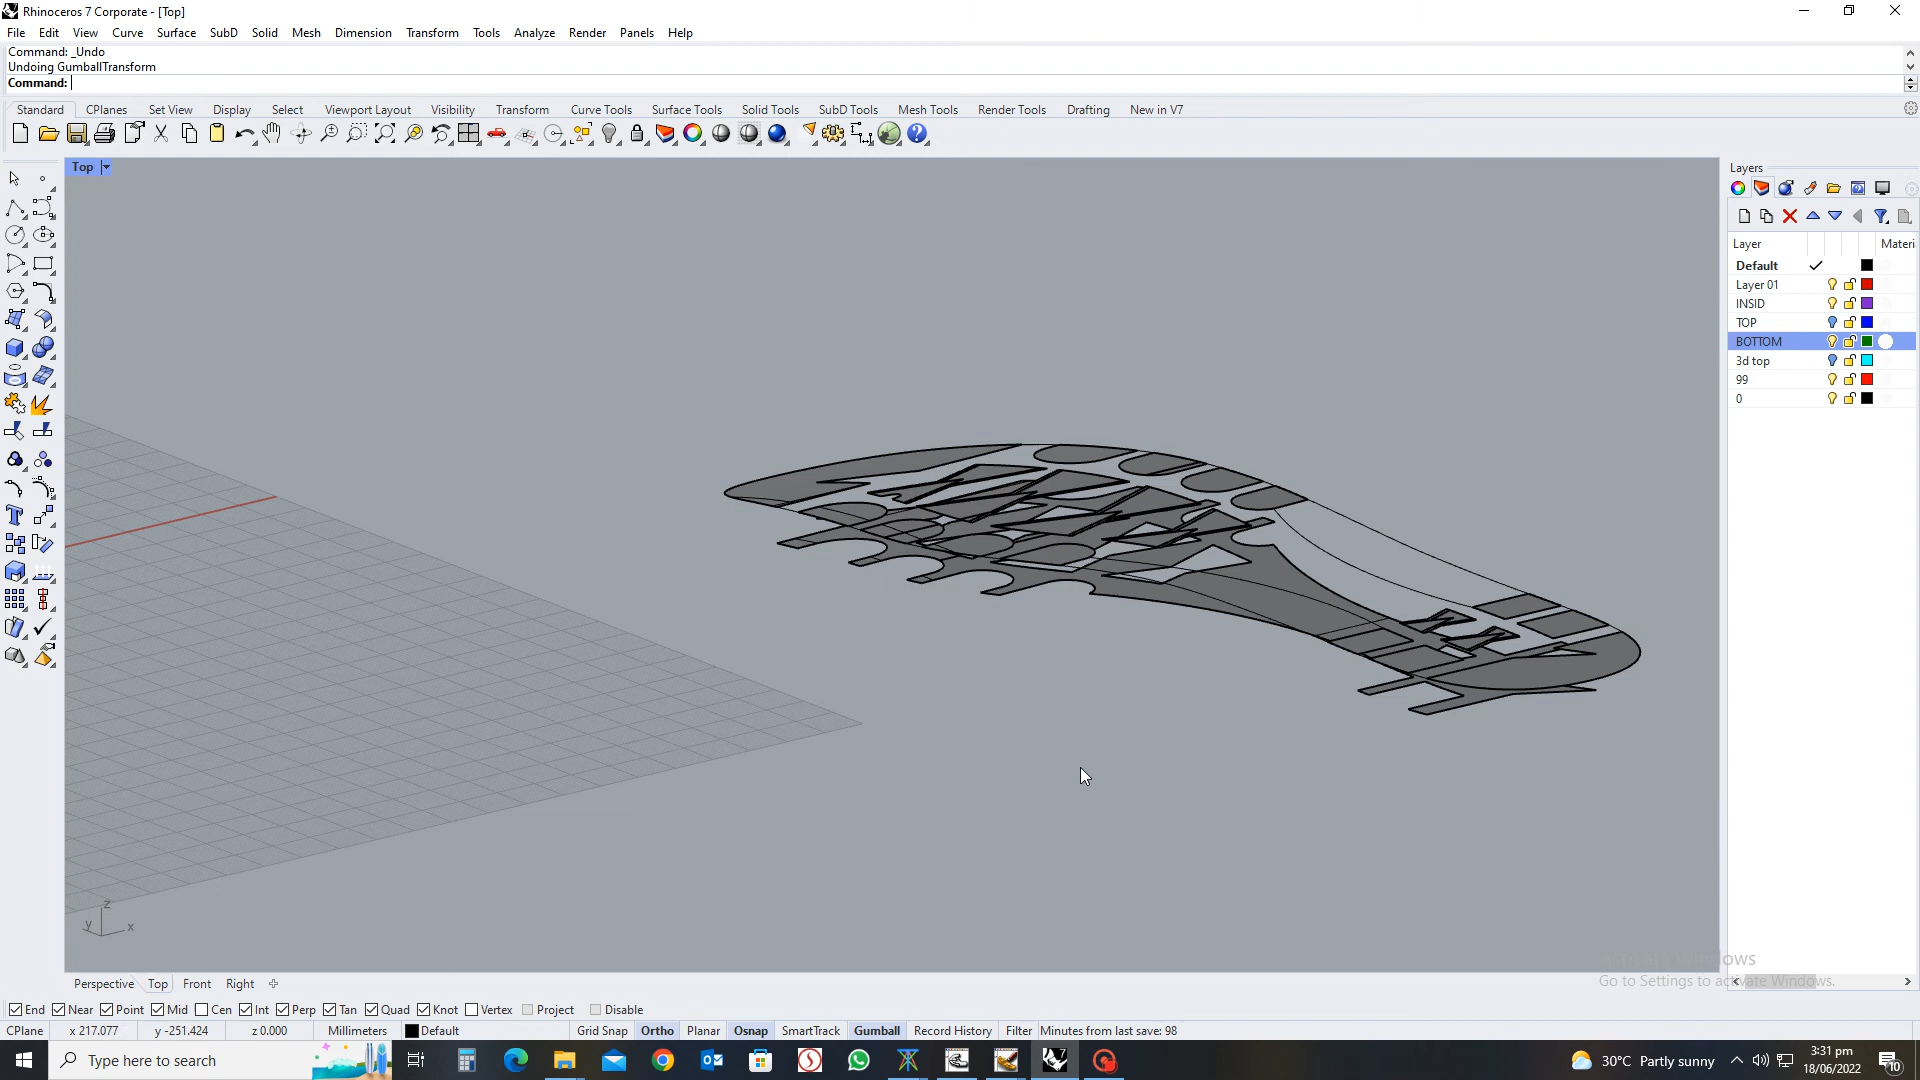 Rhinoceros 7 Corporate - [Top]
File Edit View Curve Surface SubD Solid Mesh Dimension Transform Tools Analyze Render Panels Help
Command: _Undo
Undoing GumballTransform
Command:
Standard CPlanes Set View Display Select Viewport Layout Visibility Transform Curve Tools Surface Tools Solid Tools SubD Tools Mesh Tools Render Tools Drafting New in V7
Top
Layers
Layer Materi
Default
Layer 01
INSID
TOP
BOTTOM
3d top
99
0
z
y x
Go to Settings to activate Windows.
Perspective Top Front Right
End Near Point Mid Cen Int Perp Tan Quad Knot Vertex Project Disable
CPlane x 217.077 y -251.424 z 0.000 Millimeters Default Grid Snap Ortho Planar Osnap SmartTrack Gumball Record History Filter Minutes from last save: 98
Type here to search
30°C Partly sunny
3:31 pm
18/06/2022
10